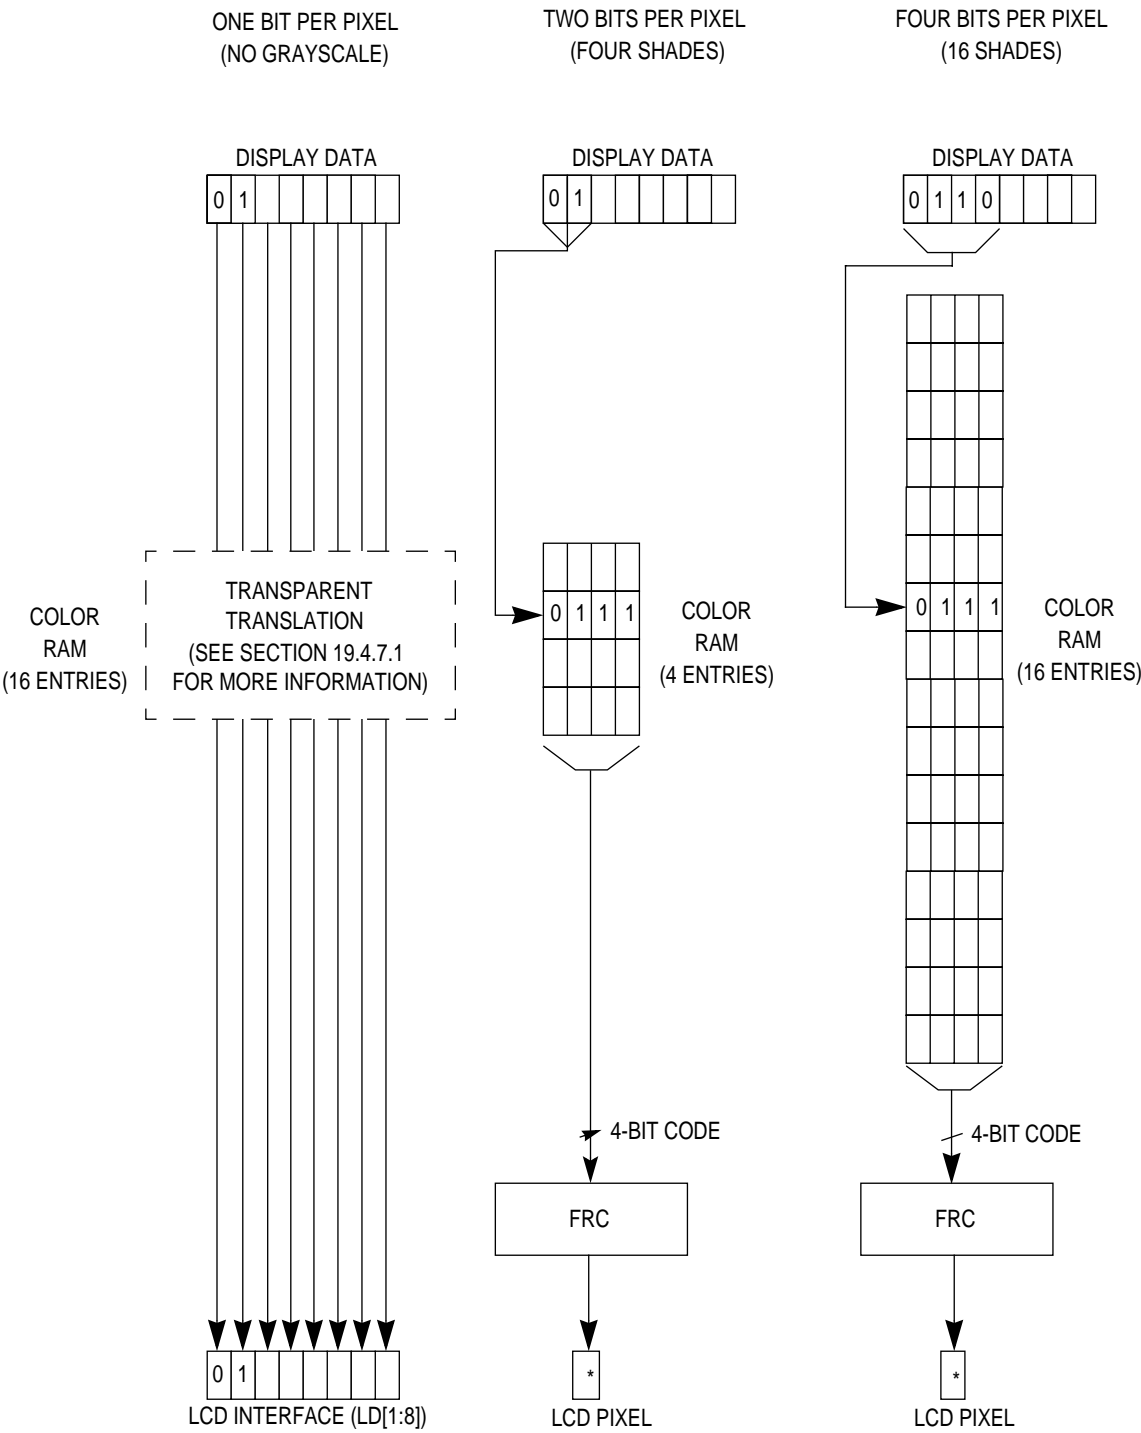 ONE BIT PER PIXEL
(NO GRAYSCALE)
TWO BITS PER PIXEL
(FOUR SHADES)
FOUR BITS PER PIXEL
(16 SHADES)
DISPLAY DATA
0 1
DISPLAY DATA
0 1
DISPLAY DATA
0 1 1 0
COLOR
RAM
(16 ENTRIES)
TRANSPARENT
TRANSLATION
(SEE SECTION 19.4.7.1
FOR MORE INFORMATION)
0 1 1 1
COLOR
RAM
(4 ENTRIES)
0 1 1 1
COLOR
RAM
(16 ENTRIES)
4-BIT CODE
4-BIT CODE
FRC
FRC
0 1
LCD INTERFACE (LD[1:8])
*
LCD PIXEL
*
LCD PIXEL